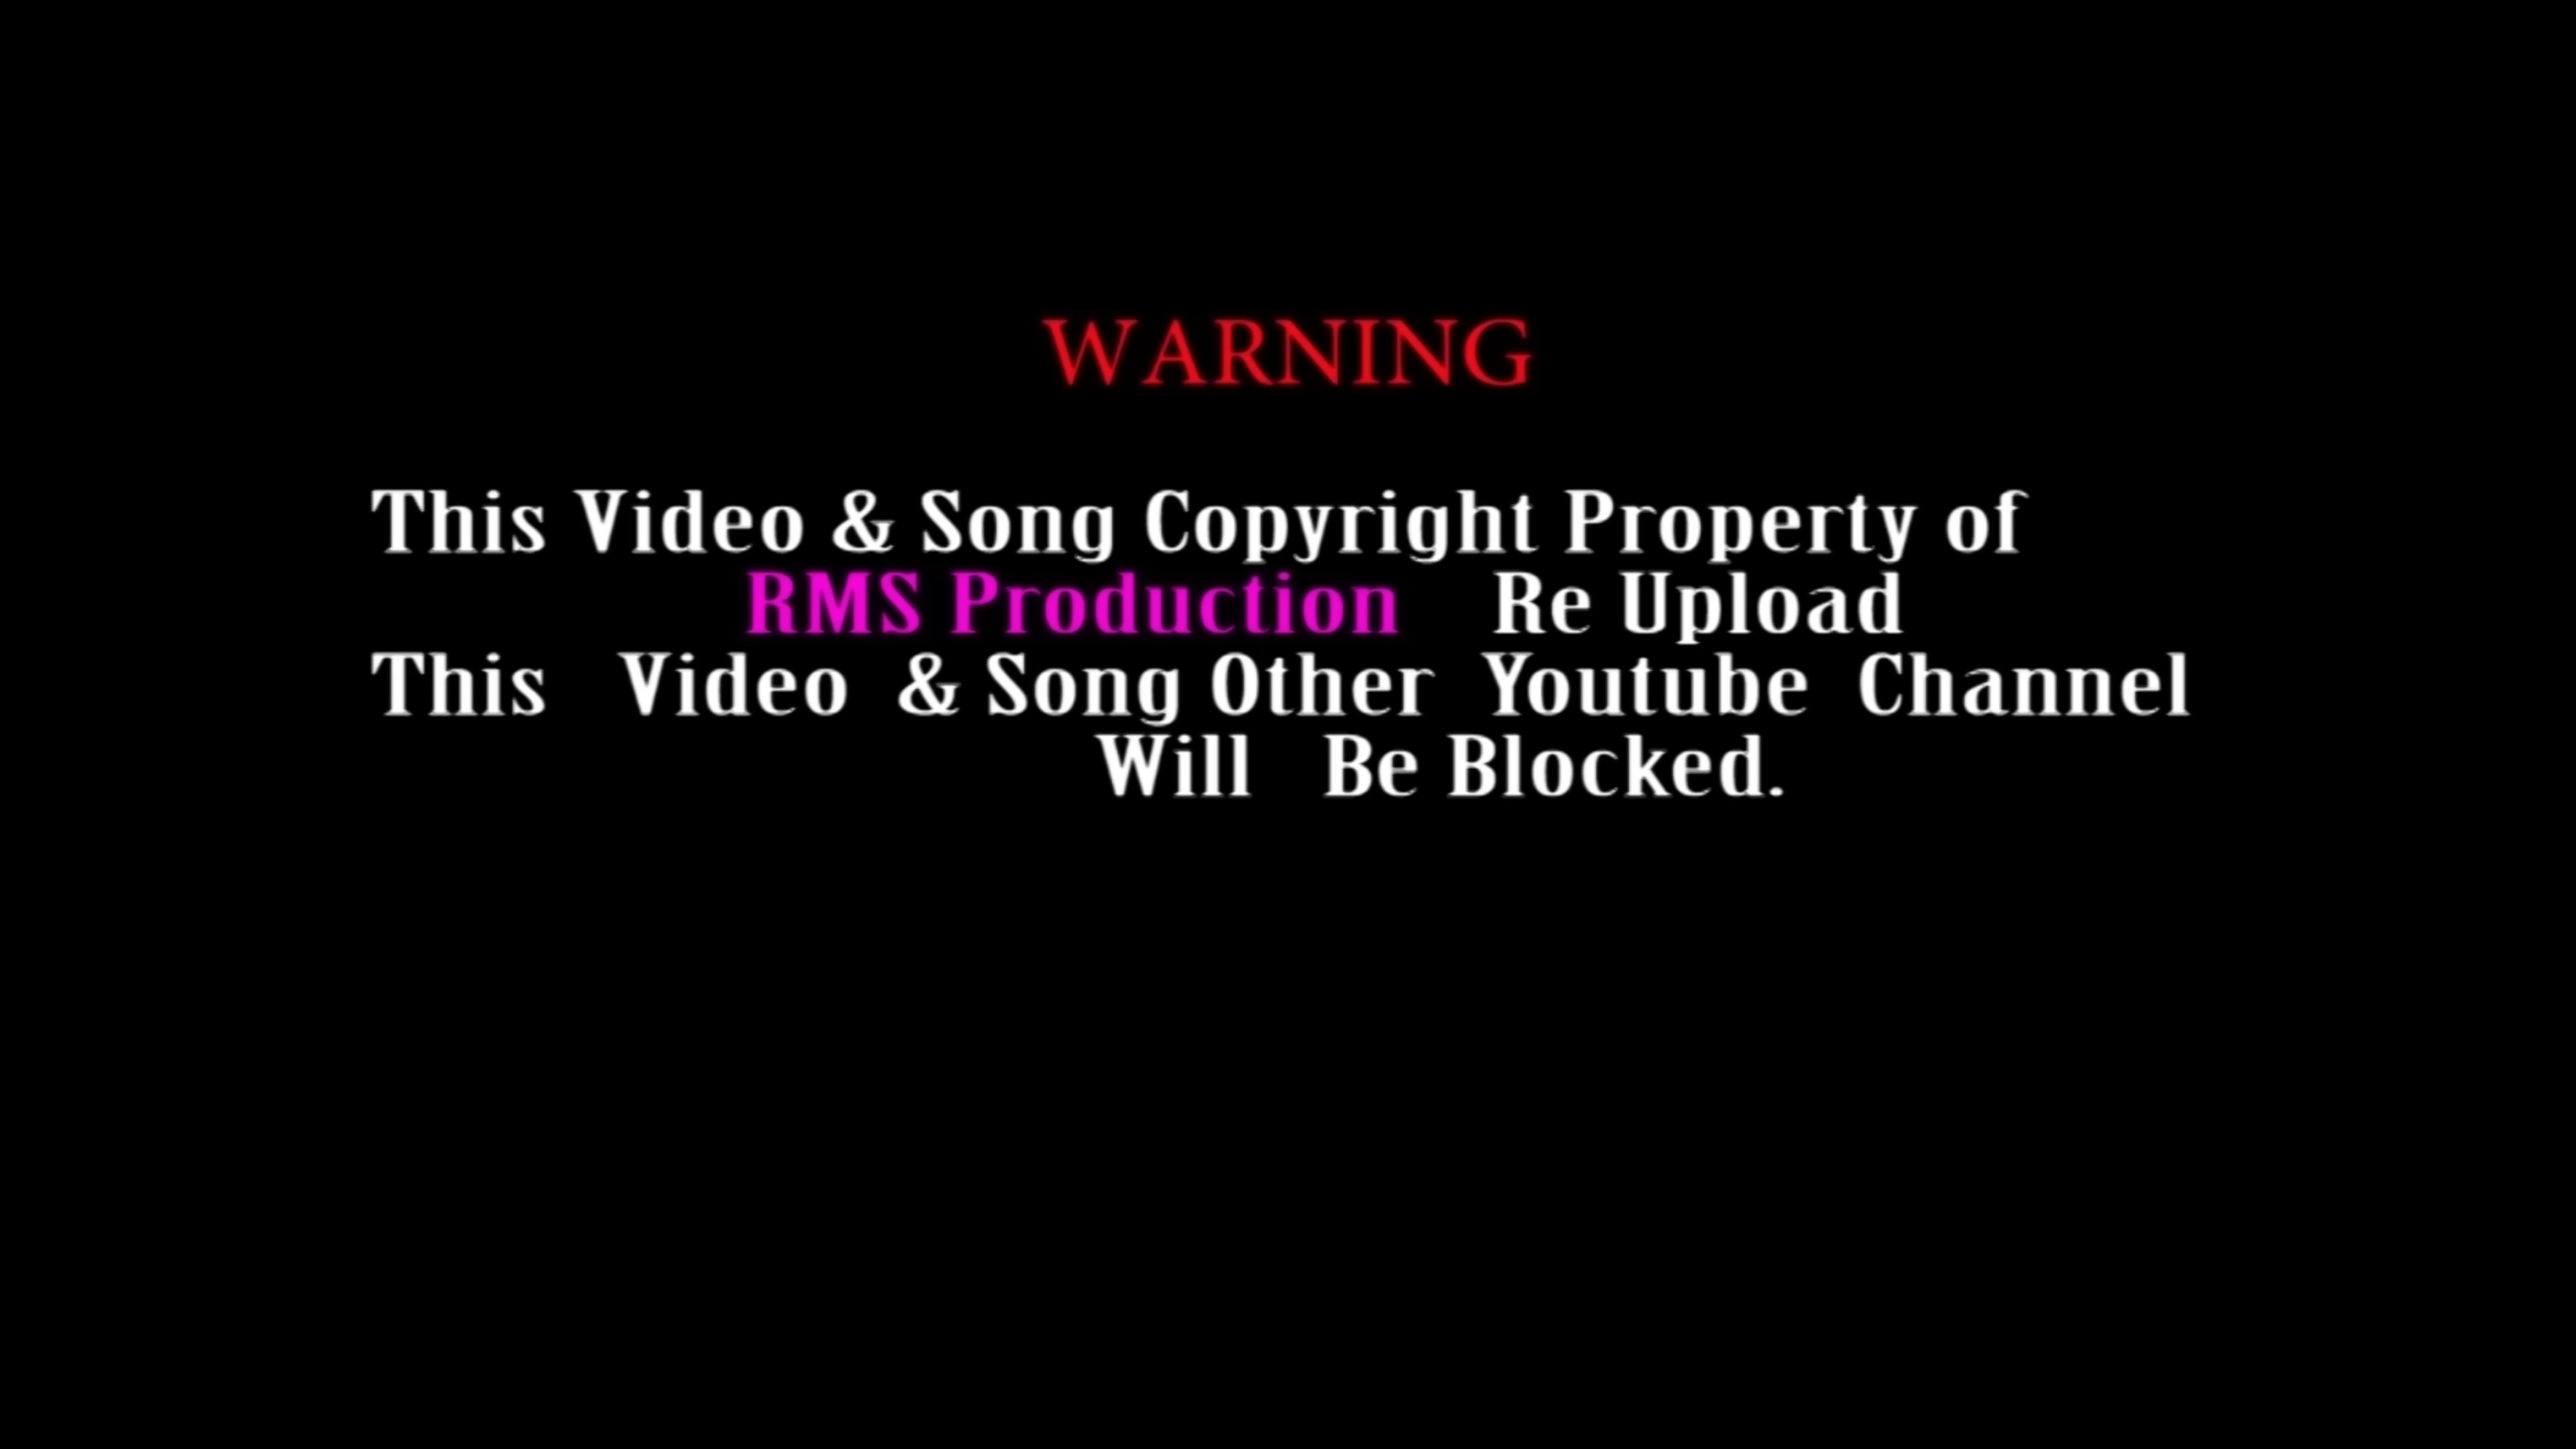 WARNING
This Video & Song Copyright Property of
RMS Production Re Upload
This Video & Song Other Youtube Channel
Will Be Blocked.